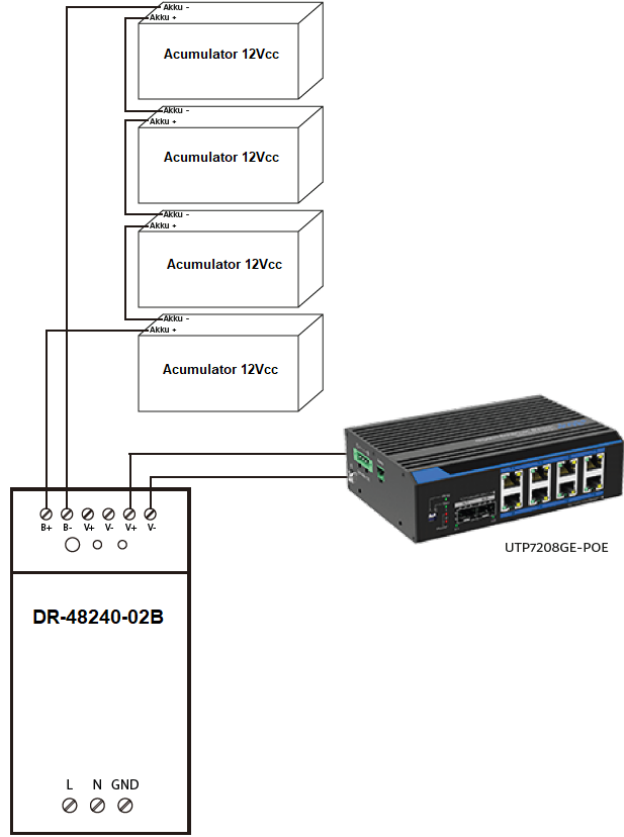 Akku -
Akku +
Acumulator 12Vcc
Akku -
Akku +
Acumulator 12Vcc
Akku -
Akku +
Acumulator 12Vcc
Akku -
Akku +
Acumulator 12Vcc
UTP7208GE-POE
B+ B- V+ V- V+ V-
DR-48240-02B
L N GND